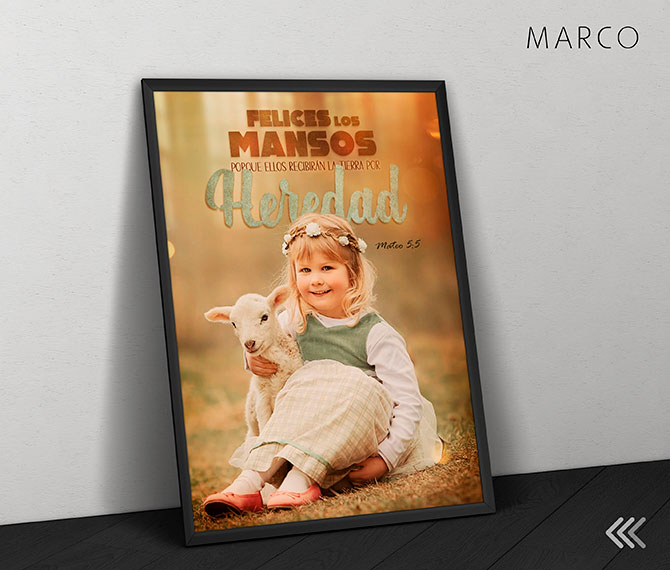 MARCO
FELICES LOS
MANSOS
PORQUE ELLOS RECIBIRÁN LA TIERRA POR
Heredad
Mateo 5,5